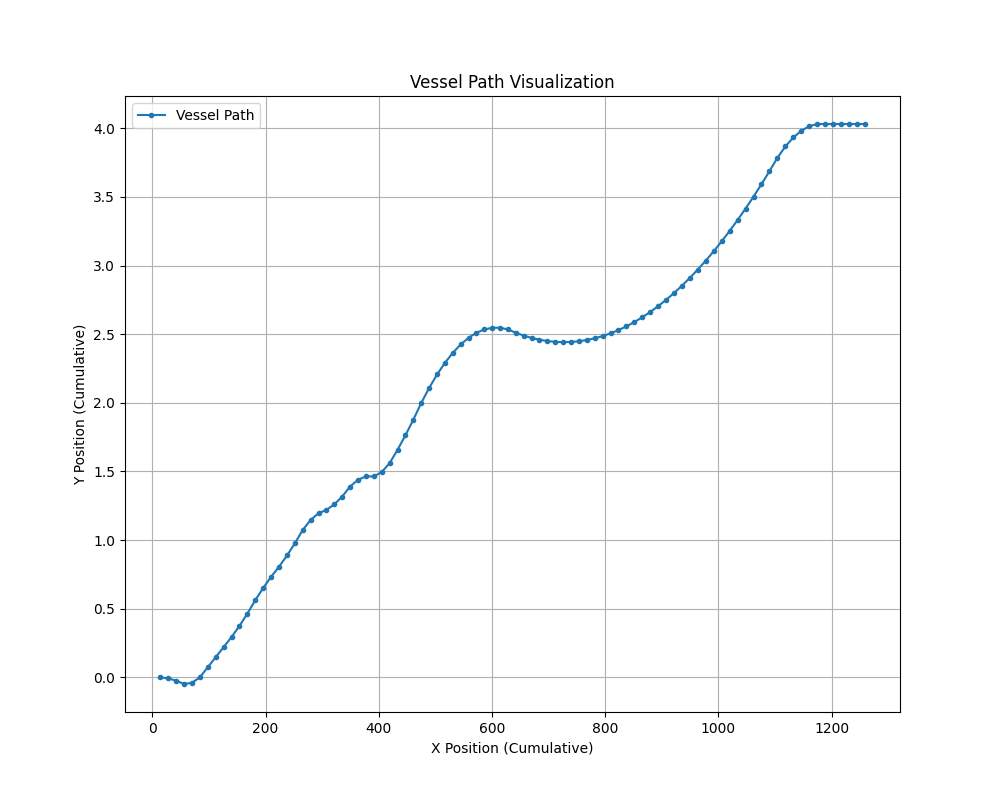 Vessel Path Visualization
Vessel Path
4.0
3.5
3.0
2.5
2.0
1.5
1.0
0.5
0.0
Y Position (Cumulative)
0 200 400 600 800 1000 1200
X Position (Cumulative)